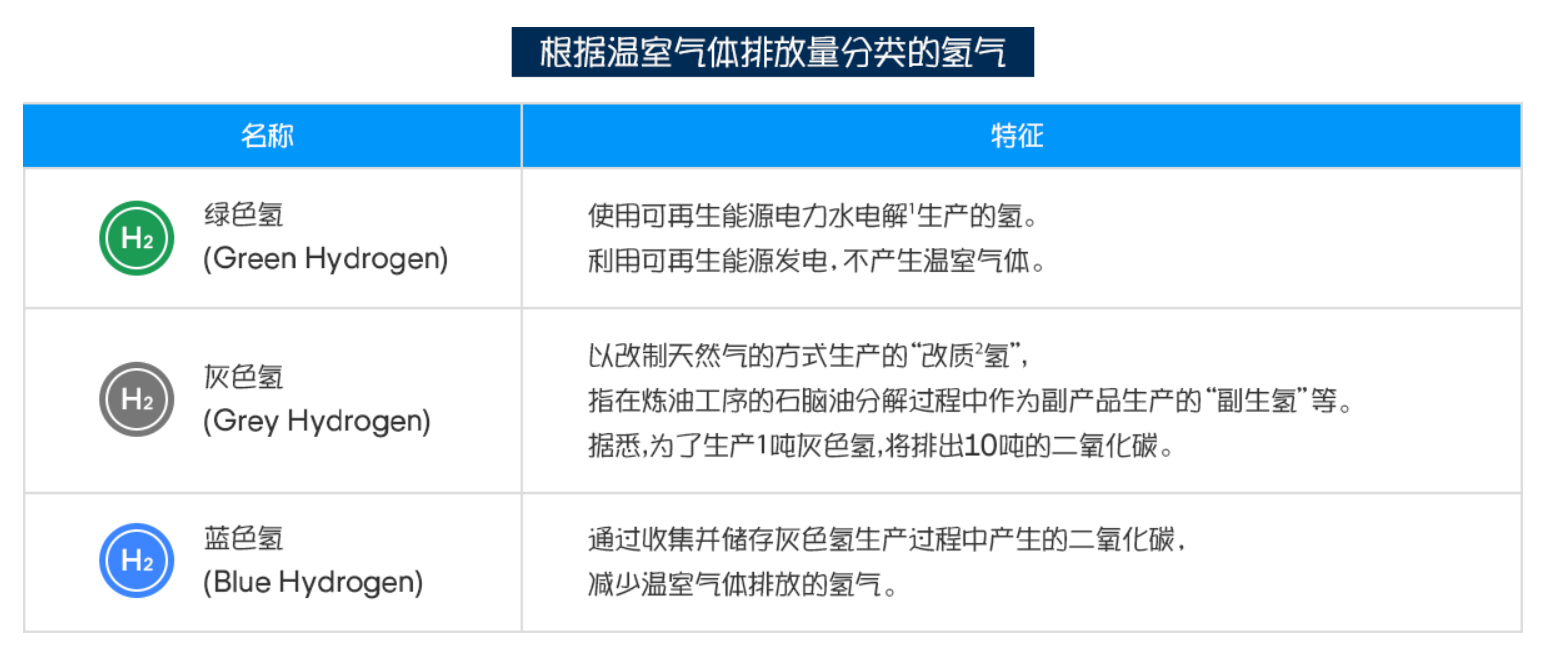 根据温室气体排放量分类的氢气
名称
特征
H₂
绿色氢
(Green Hydrogen)
使用可再生能源电力水电解¹生产的氢。
利用可再生能源发电,不产生温室气体。
H₂
灰色氢
(Grey Hydrogen)
以改制天然气的方式生产的“改质²氢”,
指在炼油工序的石脑油分解过程中作为副产品生产的“副生氢”等。
据悉,为了生产1吨灰色氢,将排出10吨的二氧化碳。
H₂
蓝色氢
(Blue Hydrogen)
通过收集并储存灰色氢生产过程中产生的二氧化碳,
减少温室气体排放的氢气。